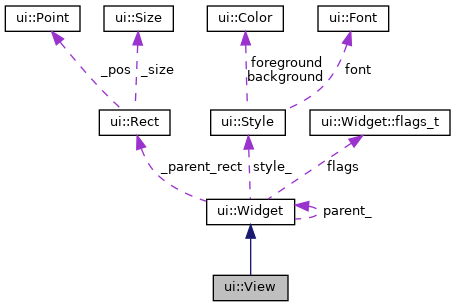 ui::Point
ui::Size
ui::Color
ui::Font
_pos
_size
foreground
background
font
ui::Rect
ui::Style
ui::Widget::flags_t
_parent_rect
style_
flags
ui::Widget
parent_
ui::View